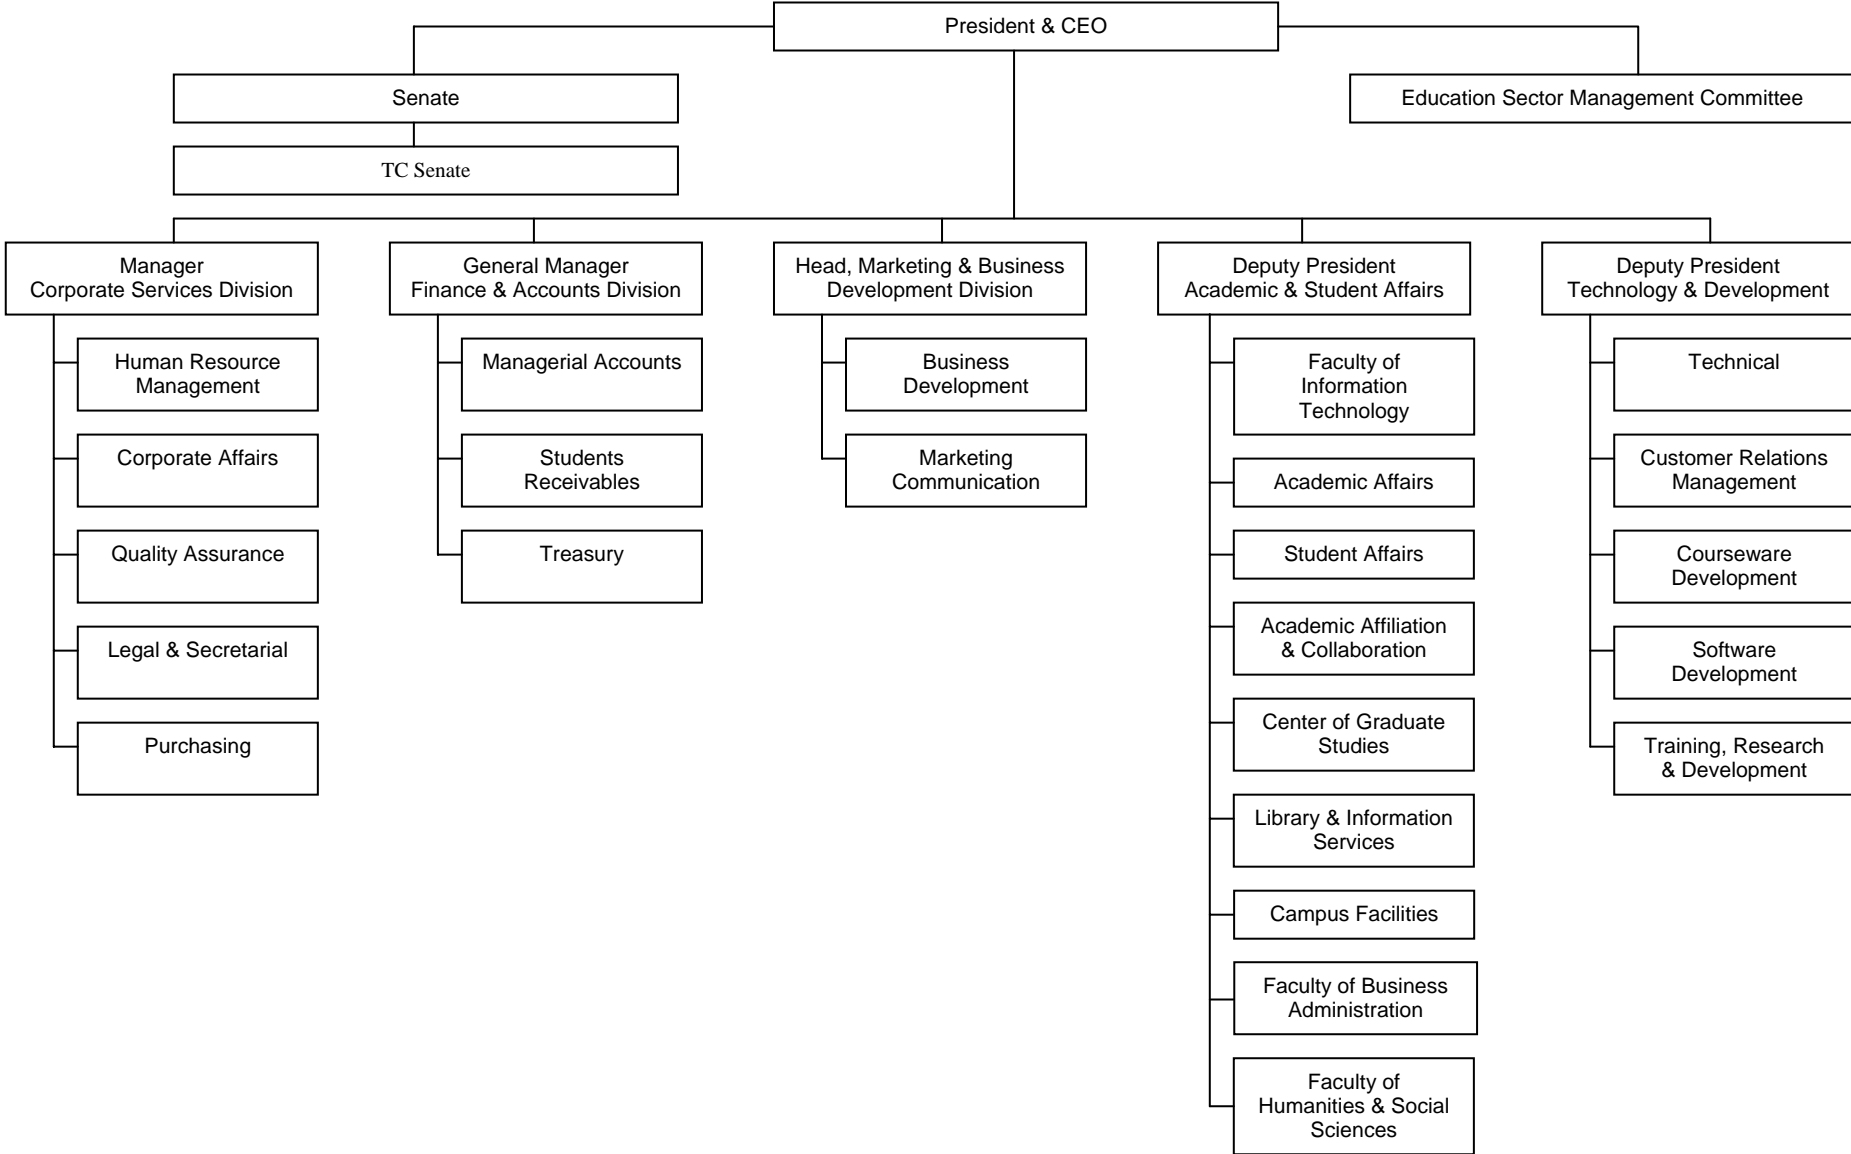 President & CEO
Senate
Education Sector Management Committee
TC Senate
Manager
Corporate Services Division
General Manager
Finance & Accounts Division
Head, Marketing & Business
Development Division
Deputy President
Academic & Student Affairs
Deputy President
Technology & Development
Human Resource
Management
Corporate Affairs
Quality Assurance
Legal & Secretarial
Purchasing
Managerial Accounts
Students
Receivables
Treasury
Business
Development
Marketing
Communication
Faculty of
Information
Technology
Academic Affairs
Student Affairs
Academic Affiliation
& Collaboration
Center of Graduate
Studies
Library & Information
Services
Campus Facilities
Faculty of Business
Administration
Faculty of
Humanities & Social
Sciences
Technical
Customer Relations
Management
Courseware
Development
Software
Development
Training, Research
& Development